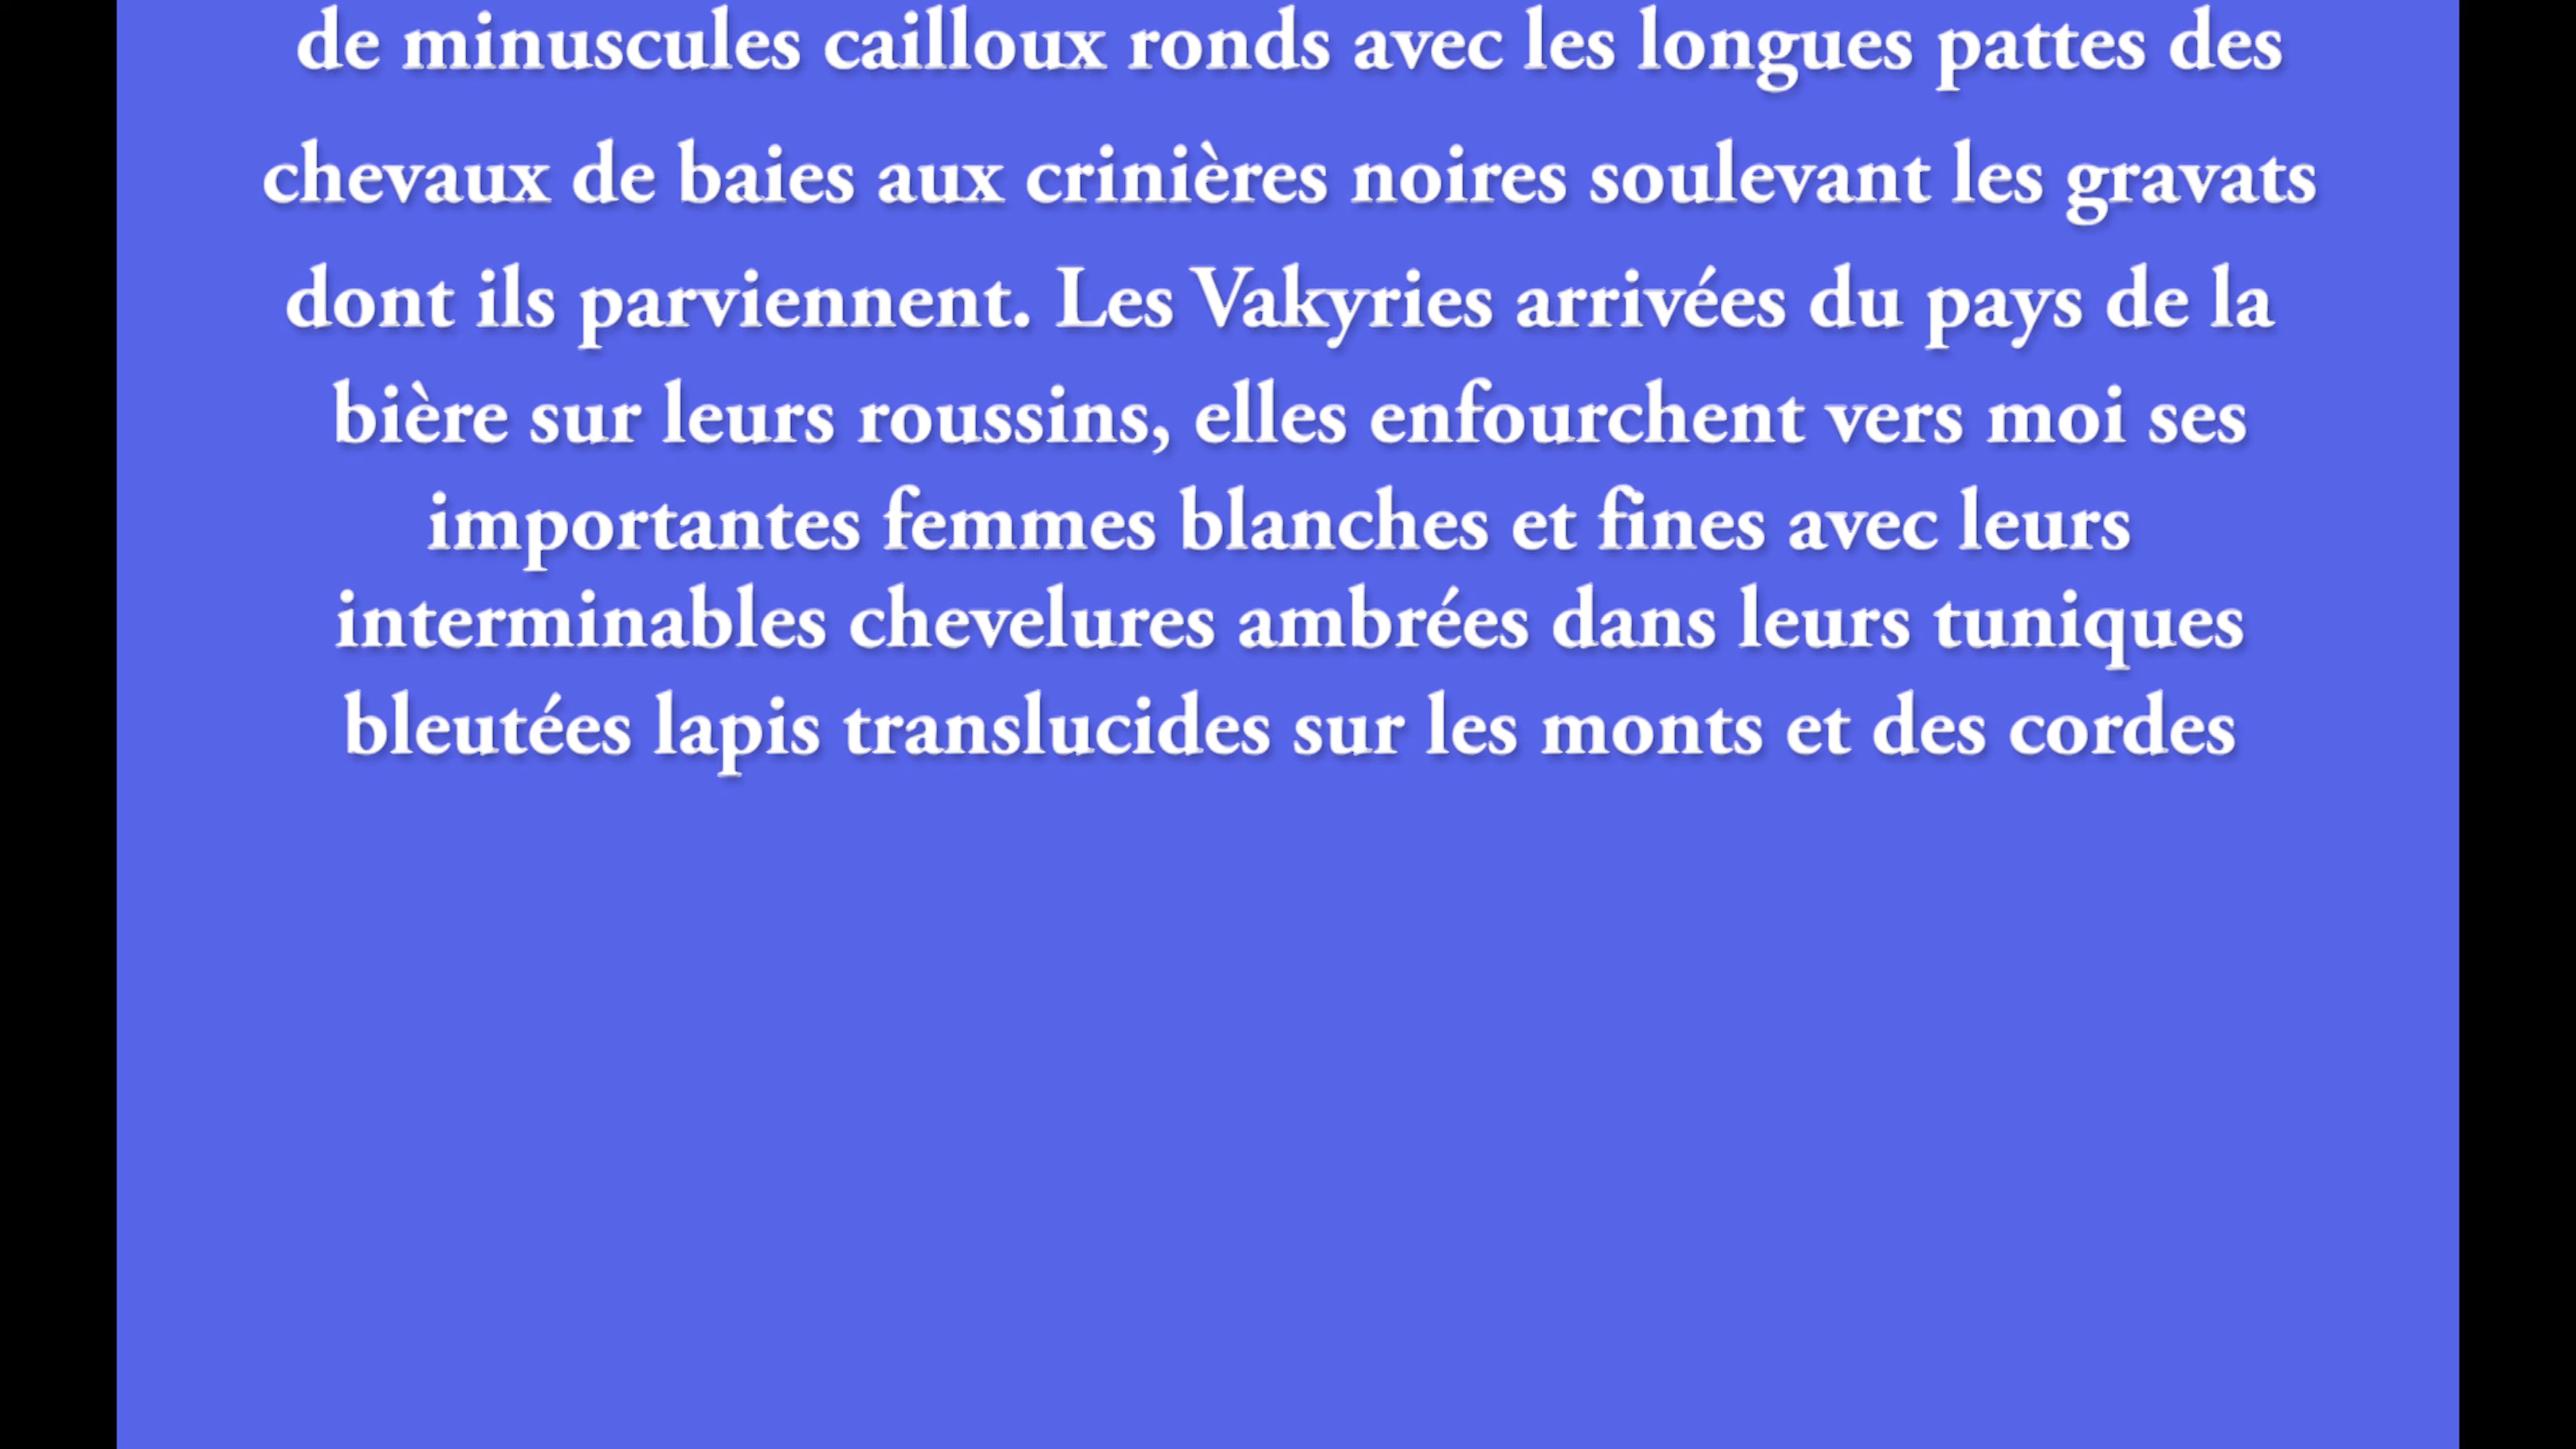 de minuscules cailloux ronds avec les longues pattes des
chevaux de baies aux crinières noires soulevant les gravats
dont ils parviennent. Les Vakyries arrivées du pays de la
bière sur leurs roussins, elles enfourchent vers moi ses
importantes femmes blanches et fines avec leurs
interminables chevelures ambrées dans leurs tuniques
bleutées lapis translucides sur les monts et des cordes